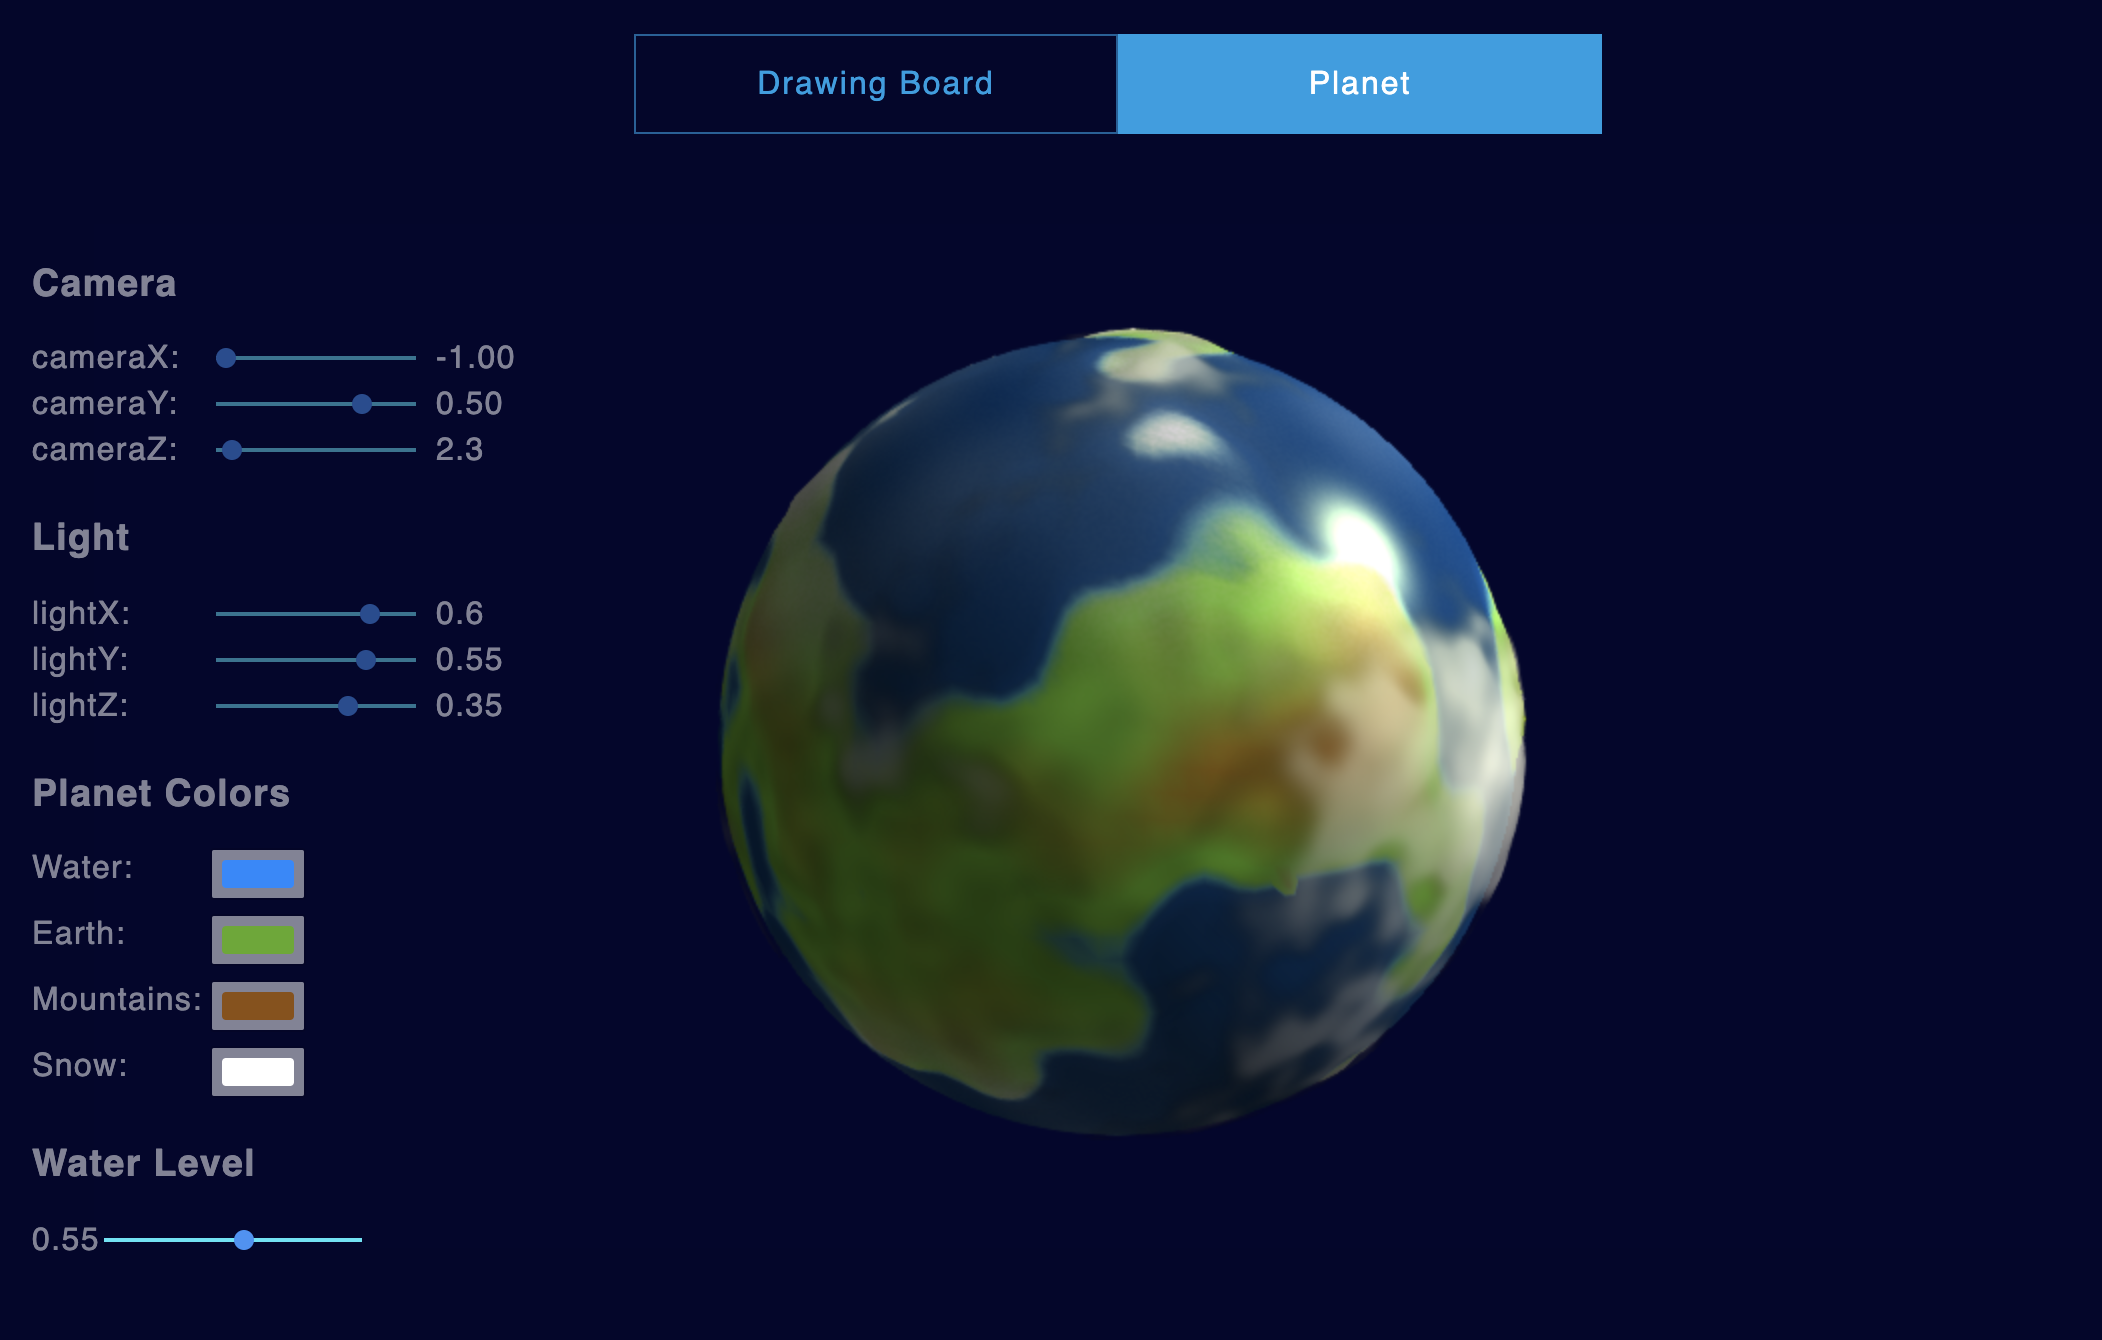 Drawing Board
Planet
Camera
cameraX: -1.00
cameraY: 0.50
cameraZ: 2.3
Light
lightX: 0.6
lightY: 0.55
lightZ: 0.35
Planet Colors
Water:
Earth:
Mountains:
Snow:
Water Level
0.55